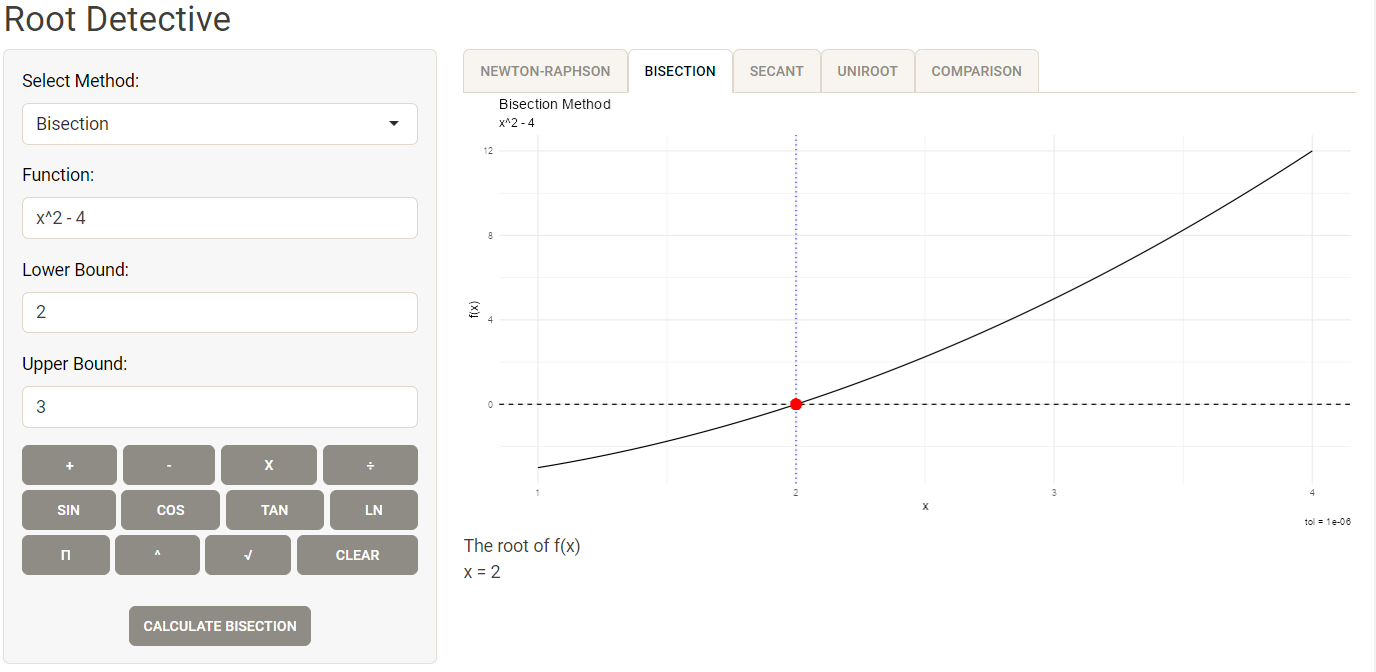 Root Detective
Select Method:
Bisection
Function:
x^2 - 4
Lower Bound:
2
Upper Bound:
3
+ - X ÷
SIN COS TAN LN
Π ^ √ CLEAR
CALCULATE BISECTION
NEWTON-RAPHSON BISECTION SECANT UNIROOT COMPARISON
Bisection Method
x^2 - 4
12
8
4
0
f(x)
1 2 3 4
x
tol = 1e-06
The root of f(x)
x = 2